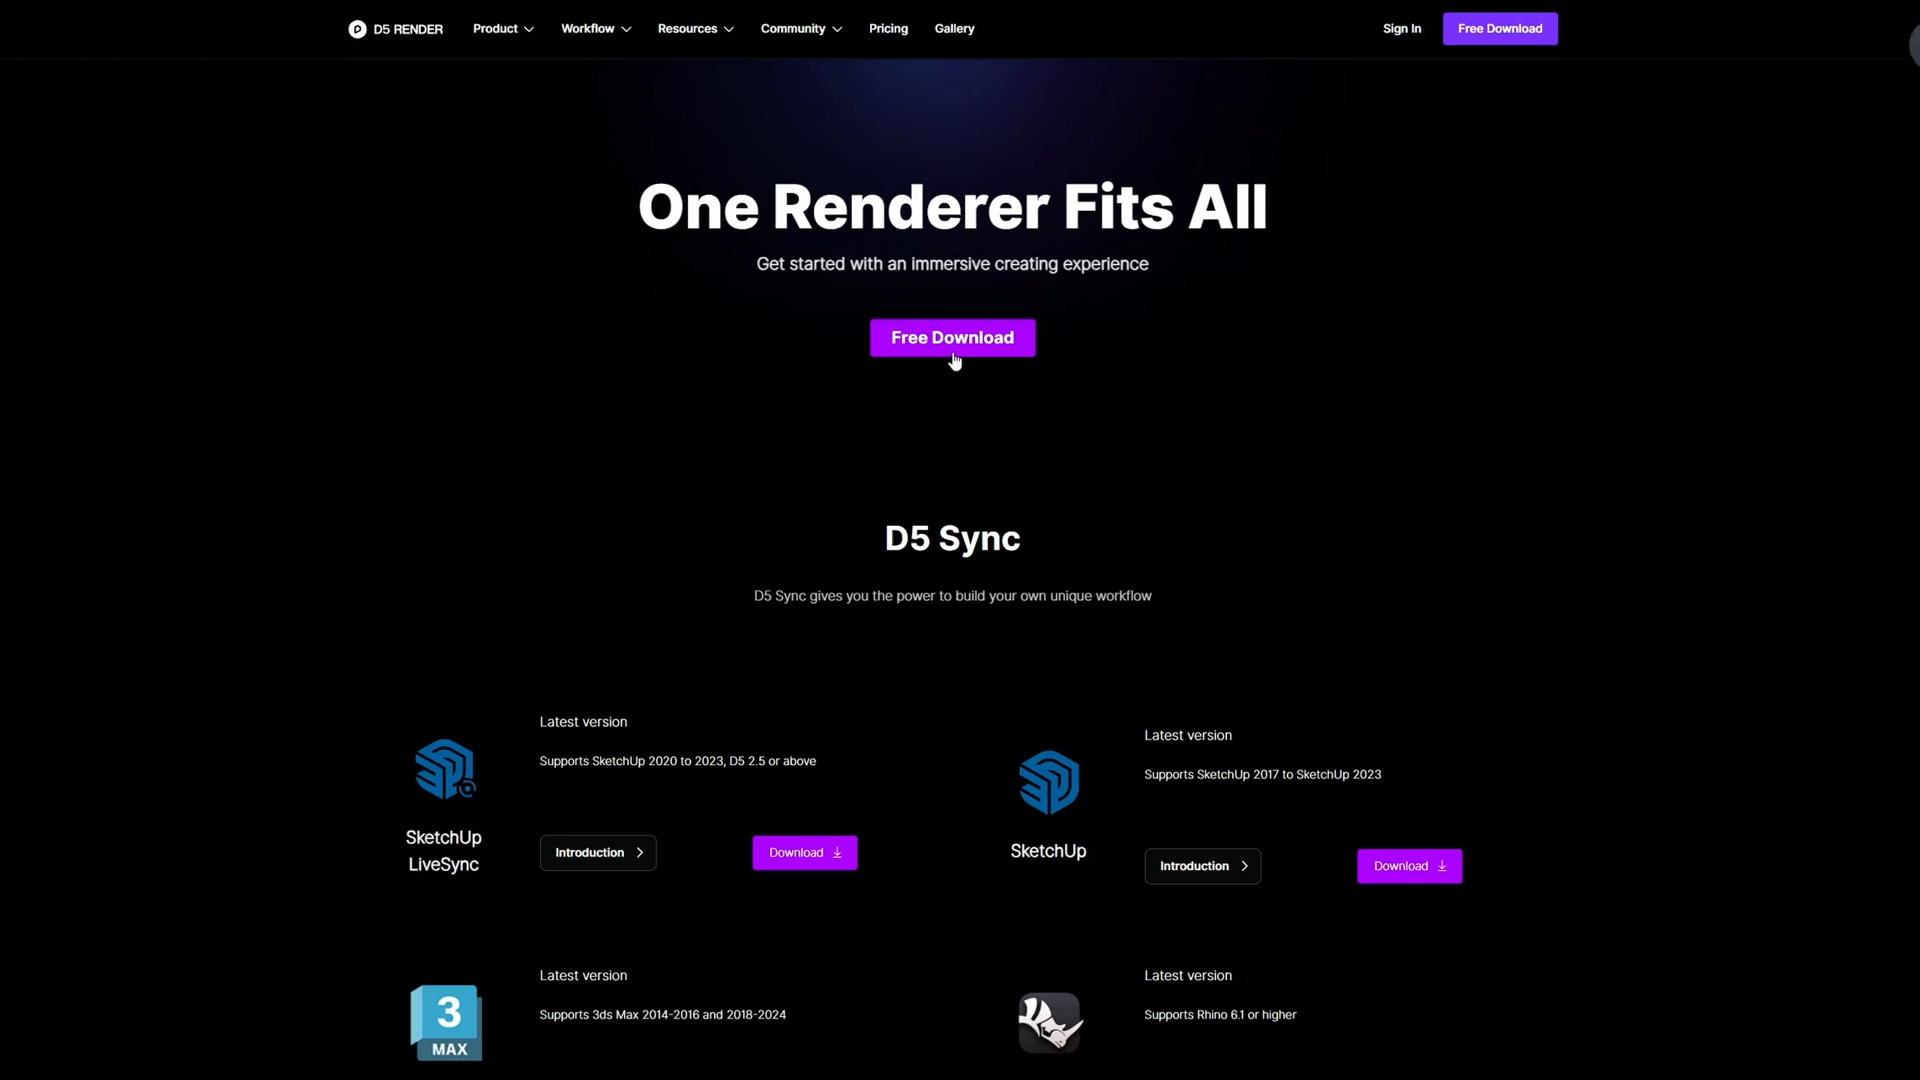 D5 RENDER
Product
Workflow
Resources
Community
Pricing
Gallery
Sign In
Free Download
One Renderer Fits All
Get started with an immersive creating experience
Free Download
D5 Sync
D5 Sync gives you the power to build your own unique workflow
Latest version
Supports SketchUp 2020 to 2023, D5 2.5 or above
SketchUp
LiveSync
Introduction
Download
Latest version
Supports SketchUp 2017 to SketchUp 2023
SketchUp
Introduction
Download
Latest version
Supports 3ds Max 2014-2016 and 2018-2024
3
MAX
Latest version
Supports Rhino 6.1 or higher